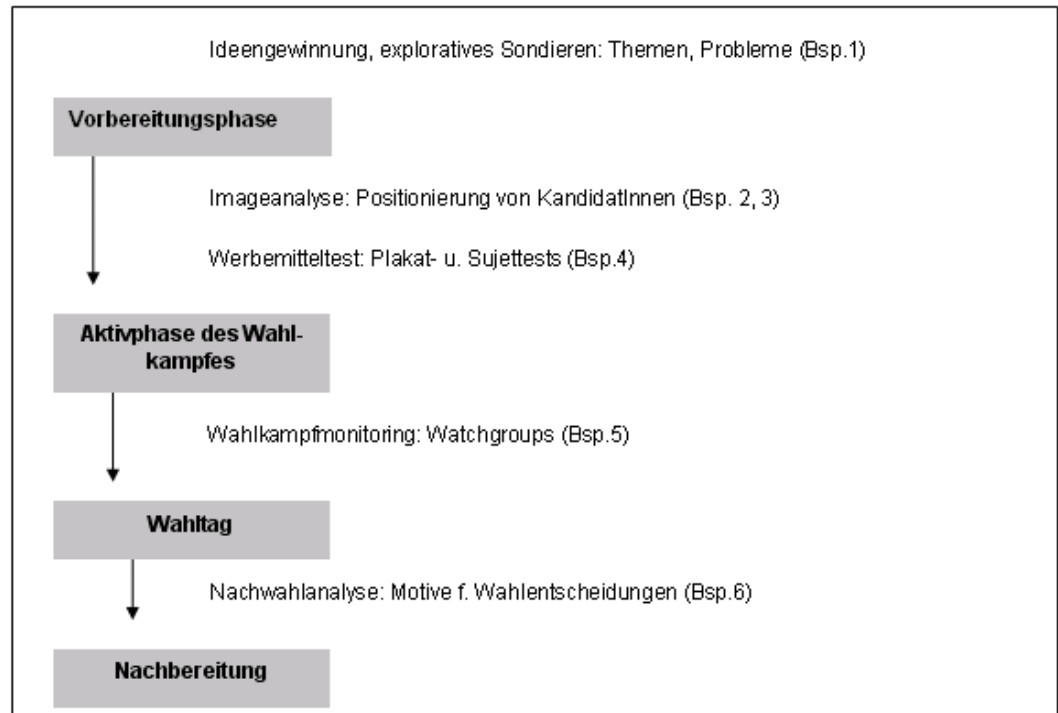 Ideengewinnung, exploratives Sondieren: Themen, Probleme (Bsp.1)
Vorbereitungsphase
Imageanalyse: Positionierung von KandidatInnen (Bsp. 2, 3)
Werbemitteltest: Plakat- u. Sujettests (Bsp.4)
Aktivphase des Wahl-
kampfes
Wahlkampfmonitoring: Watchgroups (Bsp.5)
Wahltag
Nachwahlanalyse: Motive f. Wahlentscheidungen (Bsp.6)
Nachbereitung